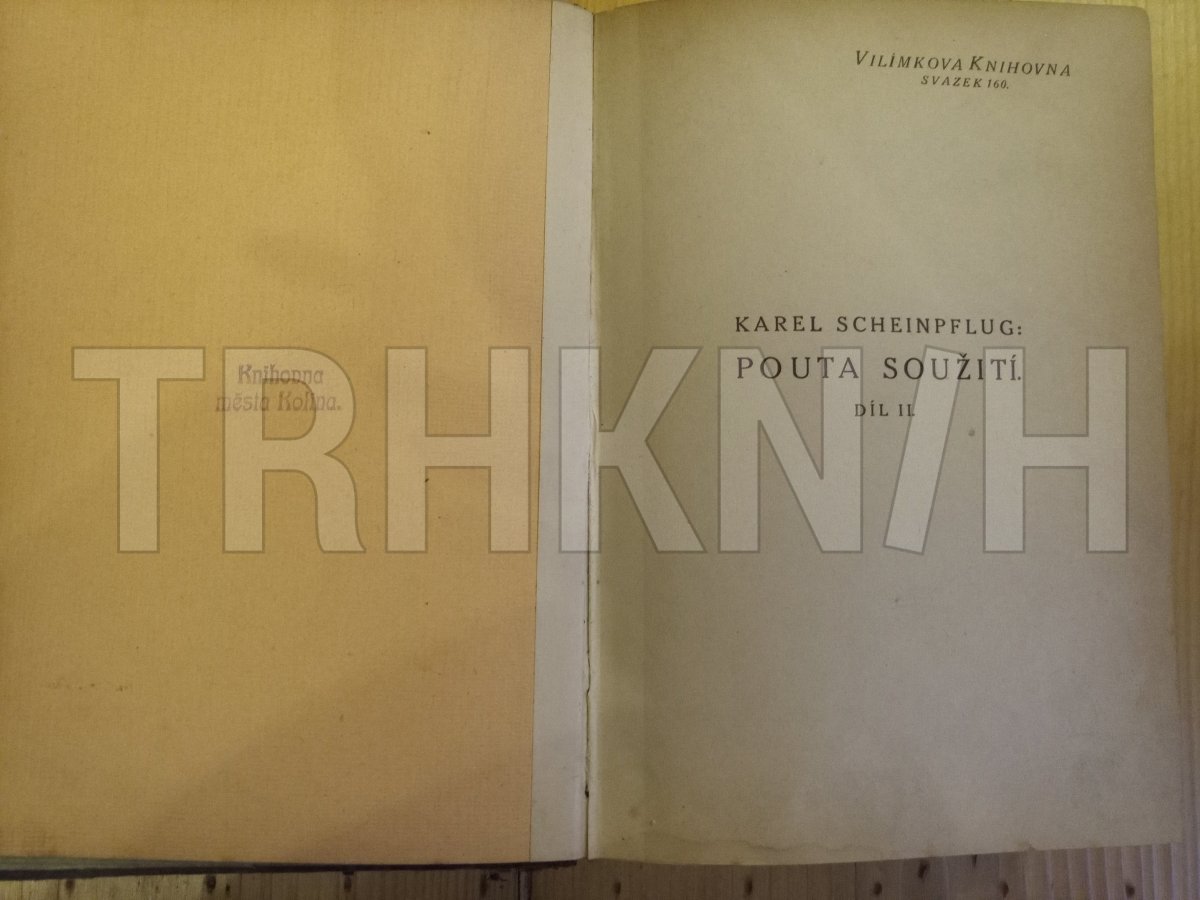 Knihovna
města Kolína.
VILÍMKOVA KNIHOVNA
SVAZEK 160.
KAREL SCHEINPFLUG:
POUTA SOUŽITÍ.
DÍL II.
TRHKNIH